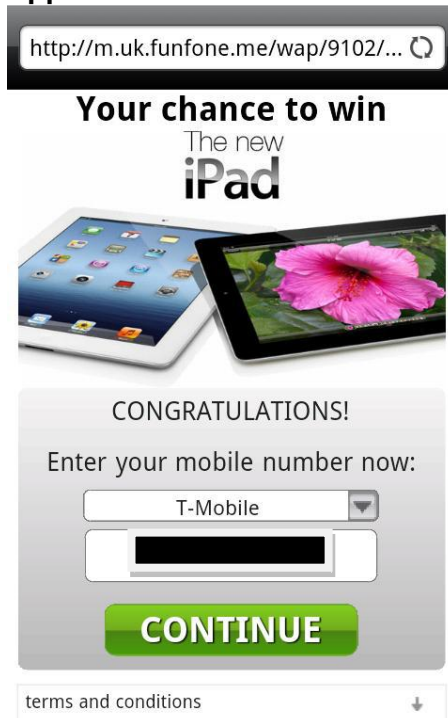 http://m.uk.funfone.me/wap/9102/...
Your chance to win
The new
iPad
CONGRATULATIONS!
Enter your mobile number now:
T-Mobile
CONTINUE
terms and conditions